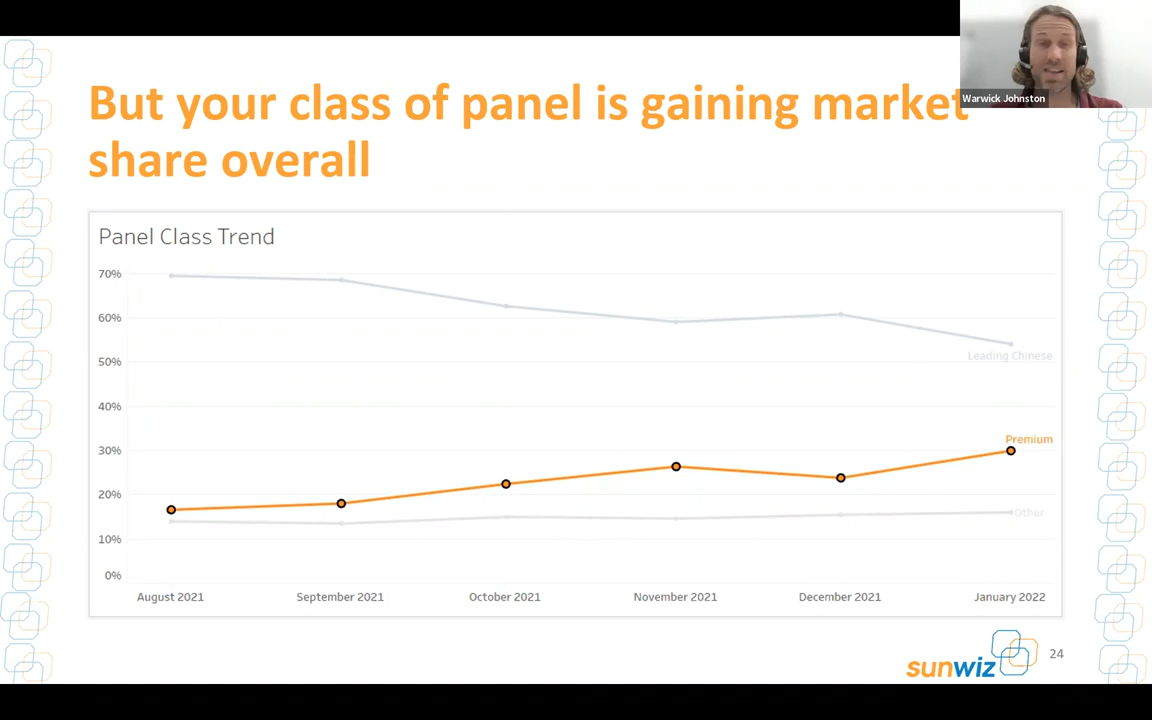 Warwick Johnston
But your class of panel is gaining market
share overall
Panel Class Trend
70%
60%
50%
40%
30%
20%
10%
0%
Leading Chinese
Premium
Other
August 2021
September 2021
October 2021
November 2021
December 2021
January 2022
sunwiz
24